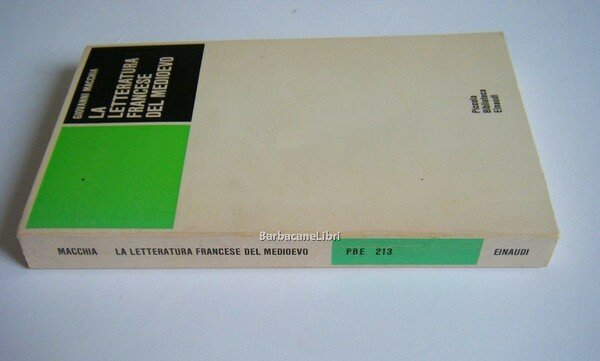 GIOVANNI MACCHIA
LA
LETTERATURA
FRANCESE
DEL MEDIOEVO
Piccola
Biblioteca
Einaudi
BarbacaneLibri
MACCHIA LA LETTERATURA FRANCESE DEL MEDIOEVO PBE 213 EINAUDI